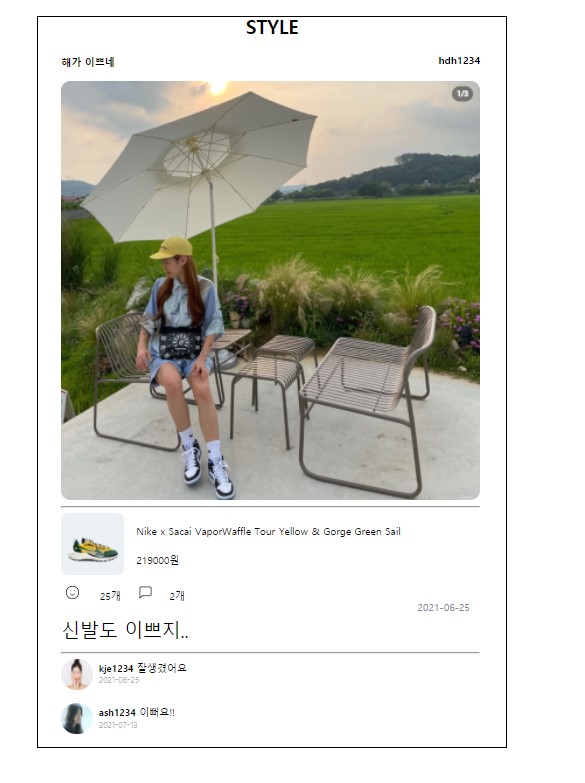 STYLE
해가 이쁘네 hdh1234
1/3
Nike x Sacai VaporWaffle Tour Yellow & Gorge Green Sail
219000원
25개 2개
2021-06-25
신발도 이쁘지..
kje1234 잘생겼어요
2021-06-25
ash1234 이뻐요!!
2021-07-13